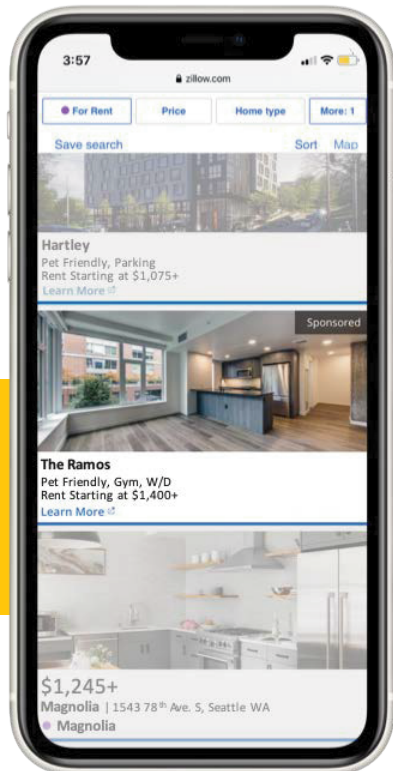 3:57
zillow.com
For Rent
Price
Home type
More: 1
Save search
Sort
Map
Hartley
Pet Friendly, Parking
Rent Starting at $1,075+
Learn More
Sponsored
The Ramos
Pet Friendly, Gym, W/D
Rent Starting at $1,400+
Learn More
$1,245+
Magnolia | 1543 78th Ave. S, Seattle WA
Magnolia